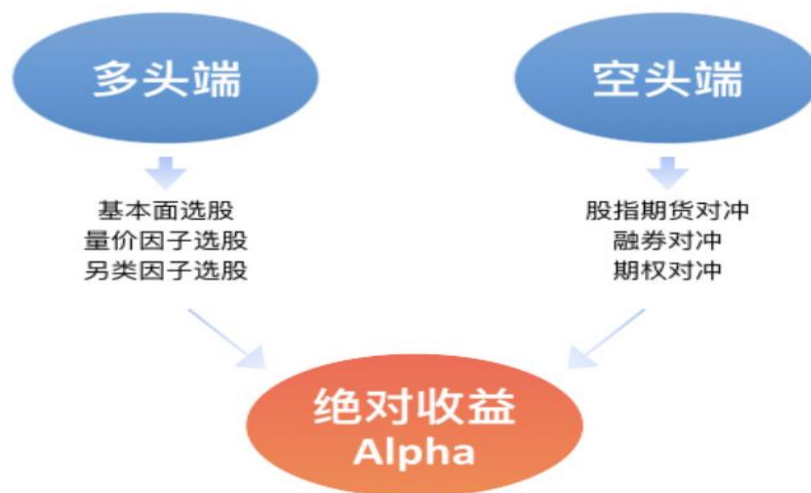 多头端
空头端
基本面选股
量价因子选股
另类因子选股
股指期货对冲
融券对冲
期权对冲
绝对收益
Alpha